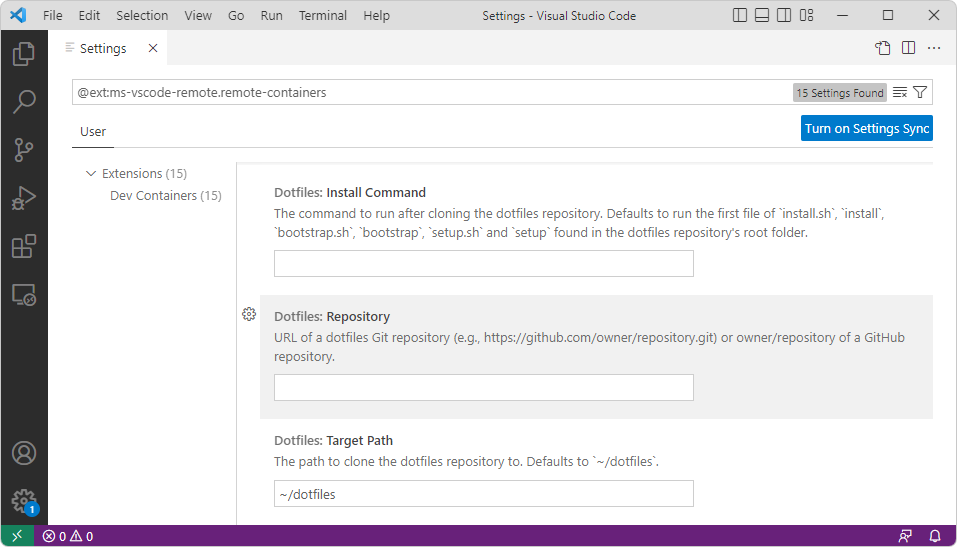 File Edit Selection View Go Run Terminal Help Settings - Visual Studio Code
Settings
@ext:ms-vscode-remote.remote-containers 15 Settings Found
User Turn on Settings Sync
Extensions (15)
Dev Containers (15)
Dotfiles: Install Command
The command to run after cloning the dotfiles repository. Defaults to run the first file of `install.sh`, `install`,
`bootstrap.sh`, `bootstrap`, `setup.sh` and `setup` found in the dotfiles repository's root folder.
Dotfiles: Repository
URL of a dotfiles Git repository (e.g., https://github.com/owner/repository.git) or owner/repository of a GitHub
repository.
Dotfiles: Target Path
The path to clone the dotfiles repository to. Defaults to `~/dotfiles`.
~/dotfiles
1
0 0